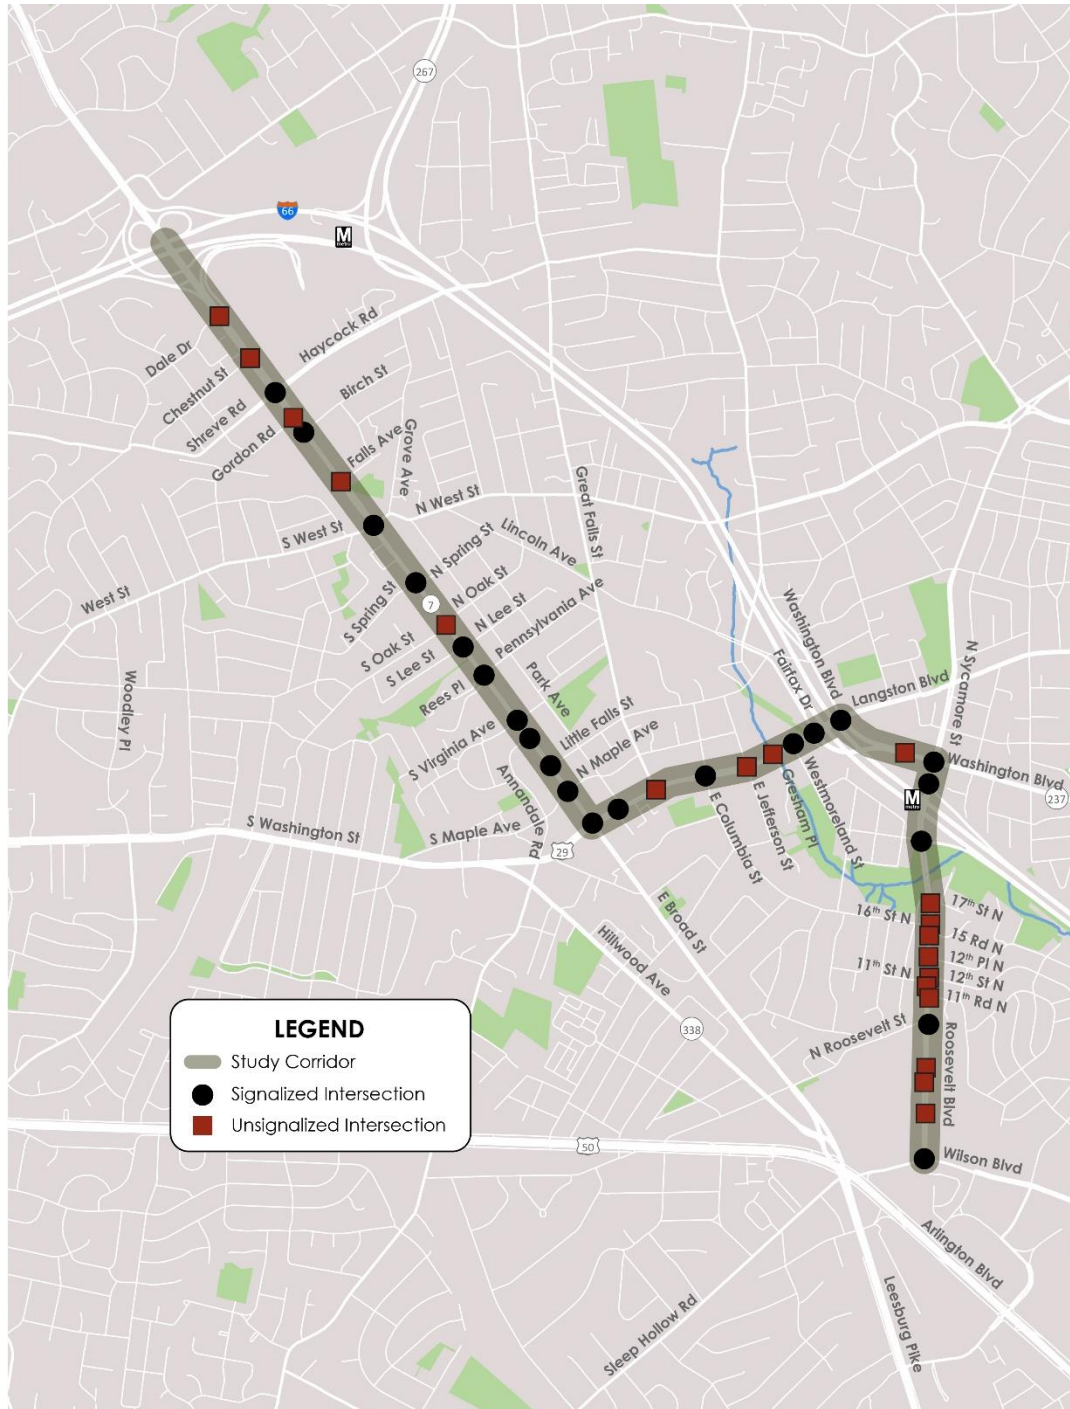 267
66
M
metro
Haycock Rd
Dale Dr
Birch St
Chestnut St
Shreve Rd
Gordon Rd
Falls Ave
Grove Ave
N West St
Great Falls St
S West St
Lincoln Ave
N Spring St
West St
N Oak St
7
S Spring St
N Lee St
Pennsylvania Ave
Washington Blvd
S Oak St
S Lee St
Fairfax Dr
N Sycamore St
Woodley Pl
Rees Pl
Park Ave
Langston Blvd
Little Falls St
S Virginia Ave
N Maple Ave
Washington Blvd
237
M
metro
Annandale Rd
Westmoreland St
Gresham Pl
E Jefferson St
E Columbia St
S Washington St
S Maple Ave
29
E Broad St
17th St N
16th St N
15 Rd N
12th Pl N
11th St N
12th St N
11th Rd N
Hillwood Ave
338
N Roosevelt St
Roosevelt Blvd
LEGEND
Study Corridor
Signalized Intersection
Unsignalized Intersection
50
Wilson Blvd
Arlington Blvd
Leesburg Pike
Sleep Hollow Rd